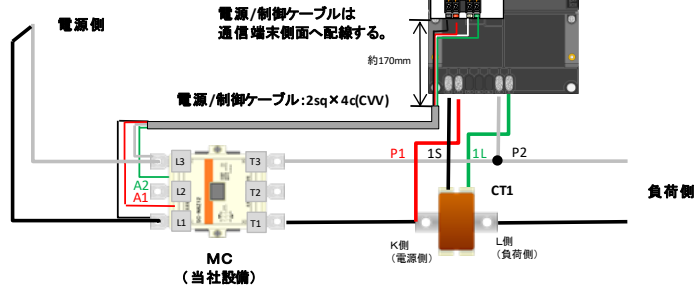 電源側
電源/制御ケーブルは
通信端末側面へ配線する。
約170mm
電源/制御ケーブル:2sq×4c(CVV)
P1 1S 1L P2
L3 T3
A2
A1
L2 T2
L1 T1
CT1
負荷側
K側
(電源側)
L側
(負荷側)
MC
(当社設備)